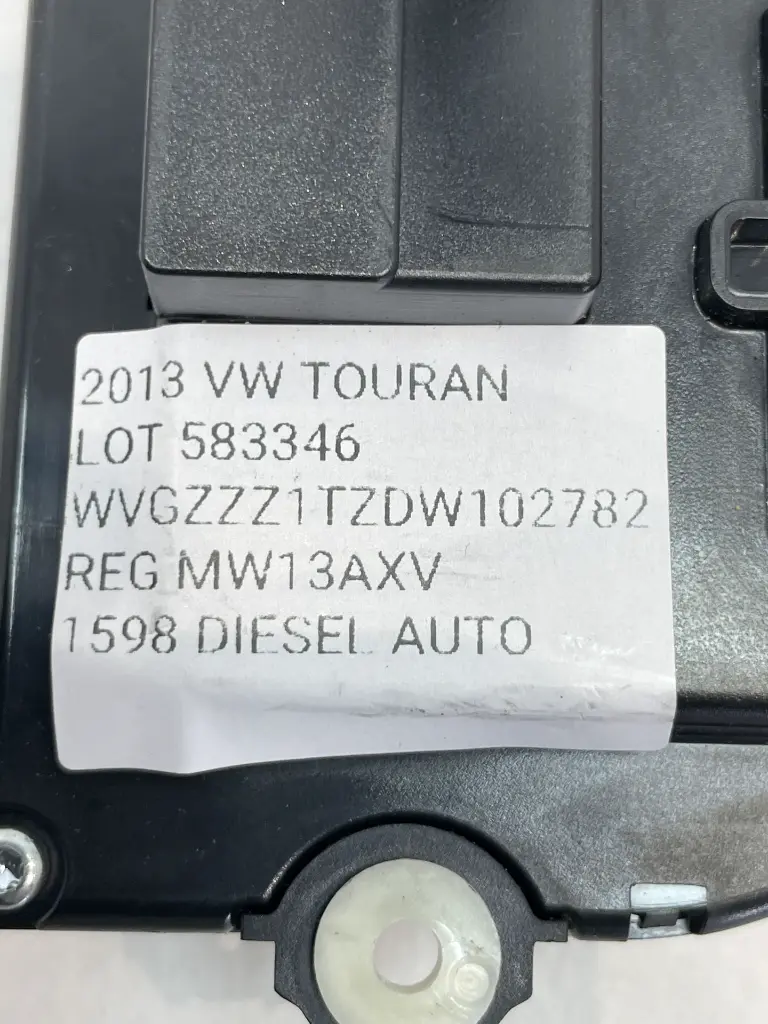 2013 VW TOURAN
LOT 583346
WVGZZZ1TZDW102782
REG MW13AXV
1598 DIESEL AUTO